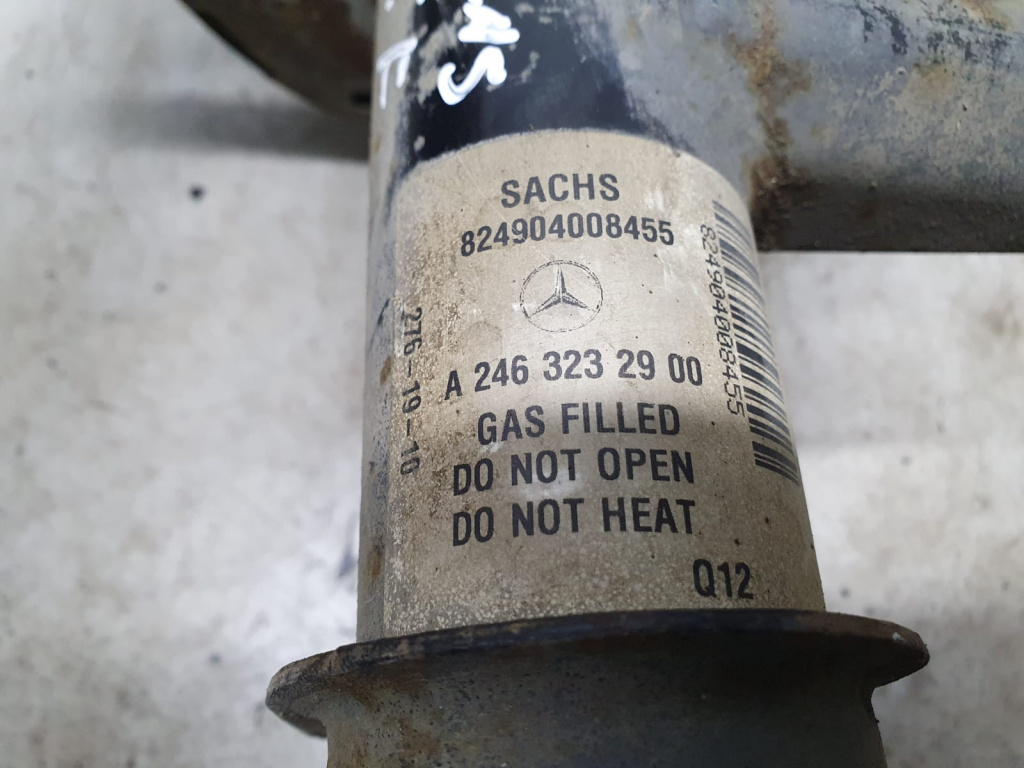 SACHS
824904008455
A 246 323 29 00
GAS FILLED
DO NOT OPEN
DO NOT HEAT
Q12
824904008455
276-19-10